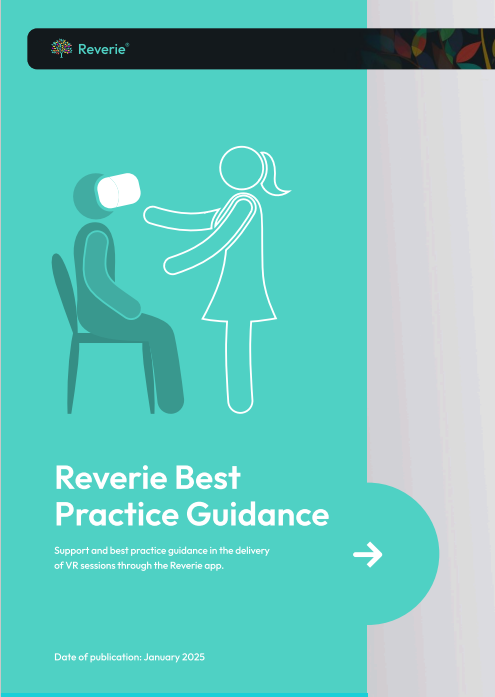 Reverie®
Reverie Best
Practice Guidance
Support and best practice guidance in the delivery
of VR sessions through the Reverie app.
Date of publication: January 2025